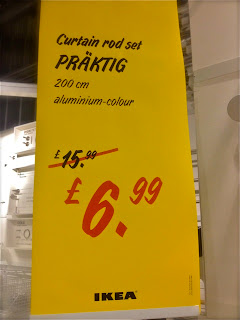 Curtain rod set
PRÄKTIG
200 cm
aluminium-colour
£15.99
£6.99
IKEA